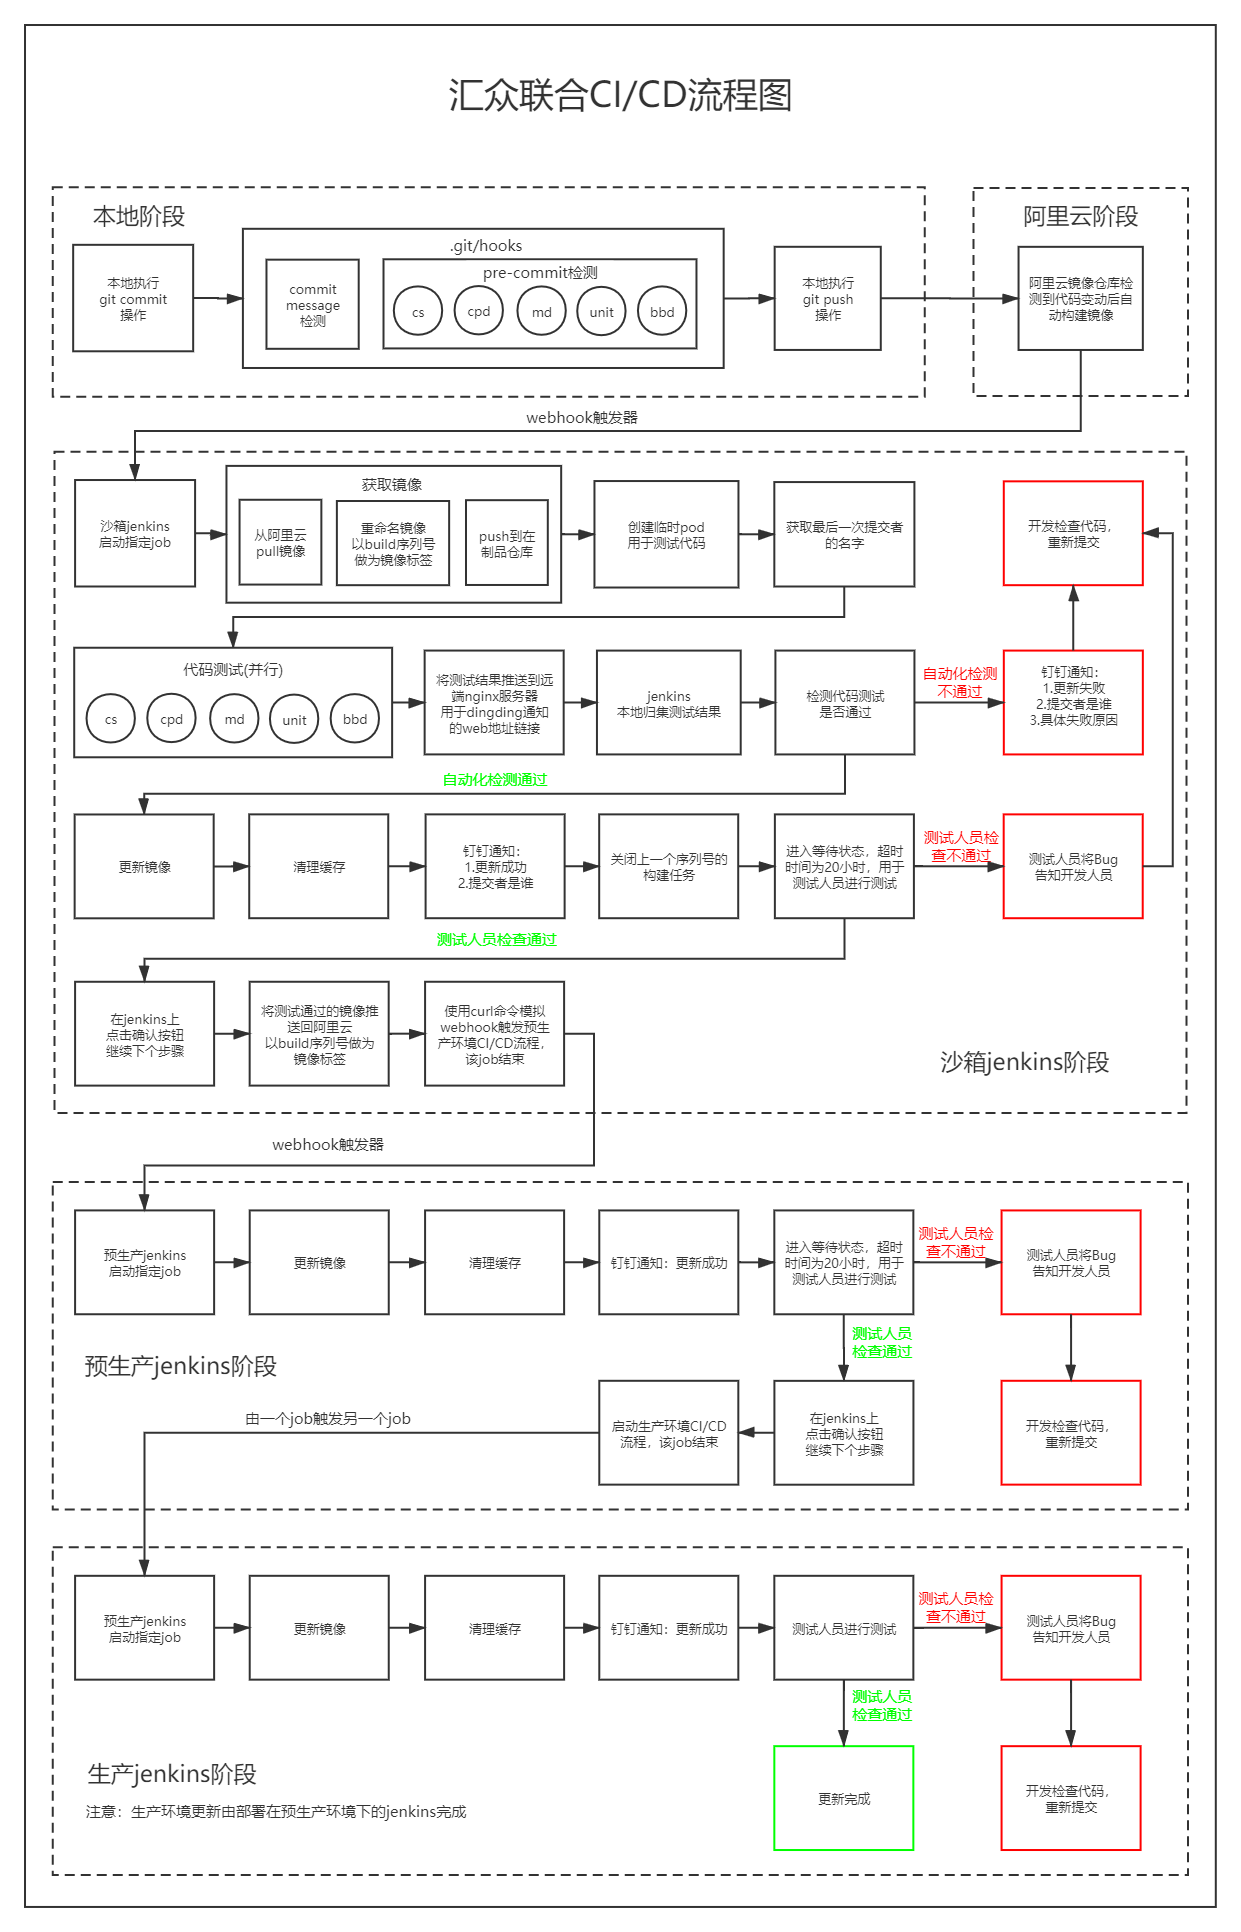 汇众联合CI/CD流程图
本地阶段
本地执行
git commit
操作
.git/hooks
commit
message
检测
pre-commit检测
cs
cpd
md
unit
bbd
本地执行
git push
操作
阿里云阶段
阿里云镜像仓库检
测到代码变动后自
动构建镜像
webhook触发器
沙箱jenkins
启动指定job
获取镜像
从阿里云
pull镜像
重命名镜像
以build序列号
做为镜像标签
push到在
制品仓库
创建临时pod
用于测试代码
获取最后一次提交者
的名字
开发检查代码，
重新提交
代码测试(并行)
cs
cpd
md
unit
bbd
将测试结果推送到远
端nginx服务器
用于dingding通知
的web地址链接
jenkins
本地归集测试结果
检测代码测试
是否通过
自动化检测
不通过
钉钉通知：
1.更新失败
2.提交者是谁
3.具体失败原因
自动化检测通过
更新镜像
清理缓存
钉钉通知：
1.更新成功
2.提交者是谁
关闭上一个序列号的
构建任务
进入等待状态，超时
时间为20小时，用于
测试人员进行测试
测试人员检
查不通过
测试人员将Bug
告知开发人员
测试人员检查通过
在jenkins上
点击确认按钮
继续下个步骤
将测试通过的镜像推
送回阿里云
以build序列号做为
镜像标签
使用curl命令模拟
webhook触发预生
产环境CI/CD流程，
该job结束
沙箱jenkins阶段
webhook触发器
预生产jenkins
启动指定job
更新镜像
清理缓存
钉钉通知：更新成功
进入等待状态，超时
时间为20小时，用于
测试人员进行测试
测试人员检
查不通过
测试人员将Bug
告知开发人员
测试人员
检查通过
预生产jenkins阶段
由一个job触发另一个job
启动生产环境CI/CD
流程，该job结束
在jenkins上
点击确认按钮
继续下个步骤
开发检查代码，
重新提交
预生产jenkins
启动指定job
更新镜像
清理缓存
钉钉通知：更新成功
测试人员进行测试
测试人员检
查不通过
测试人员将Bug
告知开发人员
测试人员
检查通过
生产jenkins阶段
注意：生产环境更新由部署在预生产环境下的jenkins完成
更新完成
开发检查代码，
重新提交